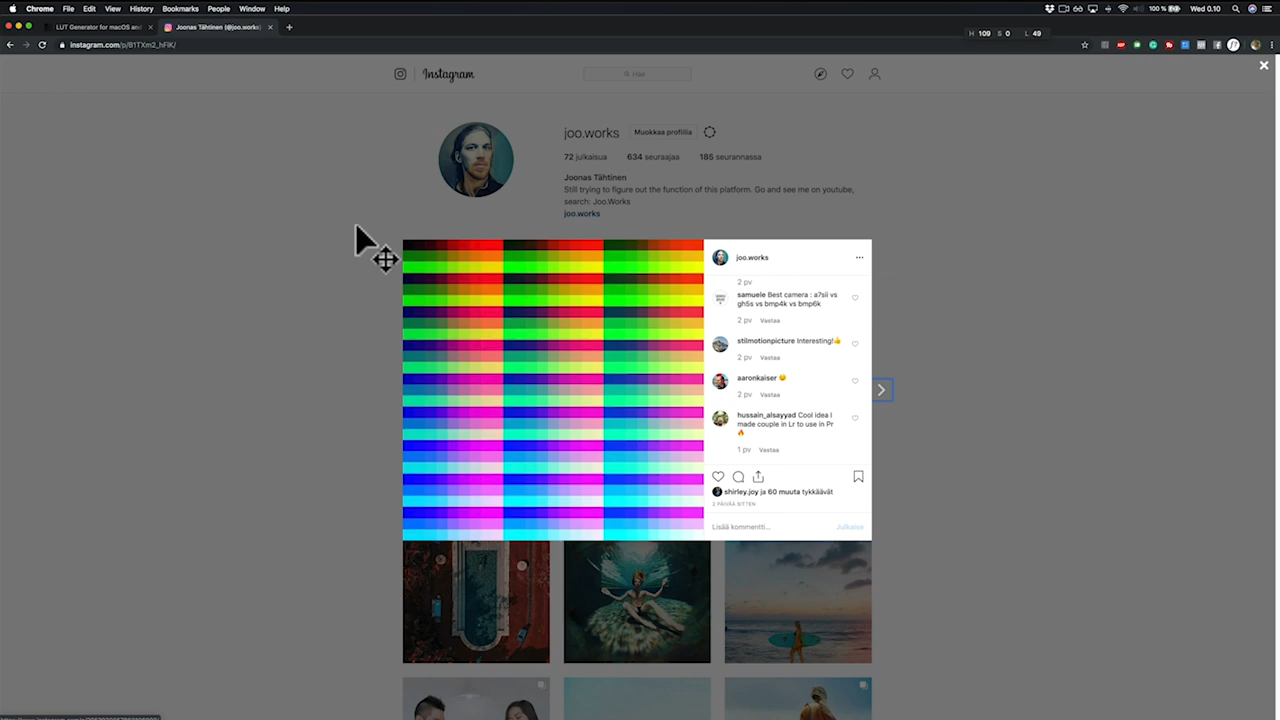 Chrome File Edit View History Bookmarks People Window Help
100 % Wed 0.10
LUT Generator for macOS and
Joonas Tähtinen (@joo.works)
H 109 S 0 L 49
instagram.com/p/B1TXm2_hFiK/
Instagram
Hae
joo.works Muokkaa profiilia
72 julkaisua 634 seuraajaa 185 seurannassa
Joonas Tähtinen
Still trying to figure out the function of this platform. Go and see me on youtube,
search: Joo.Works
joo.works
joo.works
2 pv
samuele Best camera : a7sii vs
gh5s vs bmp4k vs bmp6k
2 pv Vastaa
stilmotionpicture Interesting!👍
2 pv Vastaa
aaronkaiser 😏
2 pv Vastaa
hussain_alsayyad Cool idea I
made couple in Lr to use in Pr
🔥
1 pv Vastaa
shirley.joy ja 60 muuta tykkäävät
2 PÄIVÄÄ SITTEN
Lisää kommentti... Julkaise